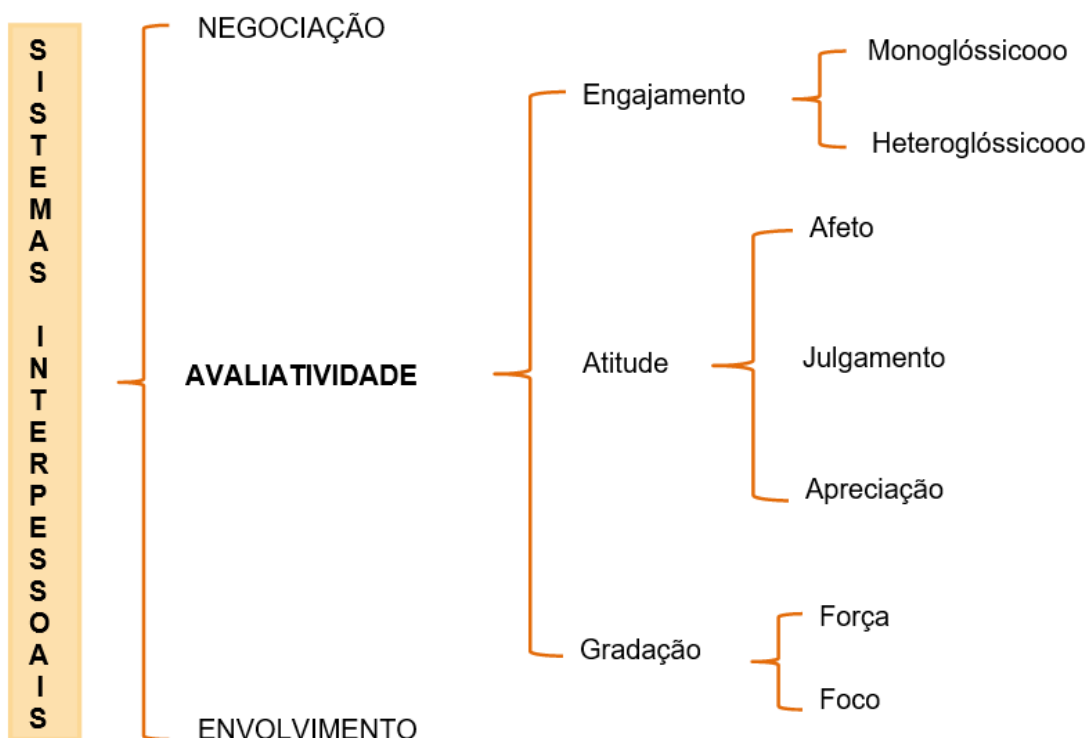 SISTEMAS INTERPESSOAIS
NEGOCIAÇÃO
AVALIATIVIDADE
ENVOLVIMENTO
Engajamento
Monoglóssicooo
Heteroglóssicooo
Atitude
Afeto
Julgamento
Apreciação
Gradação
Força
Foco